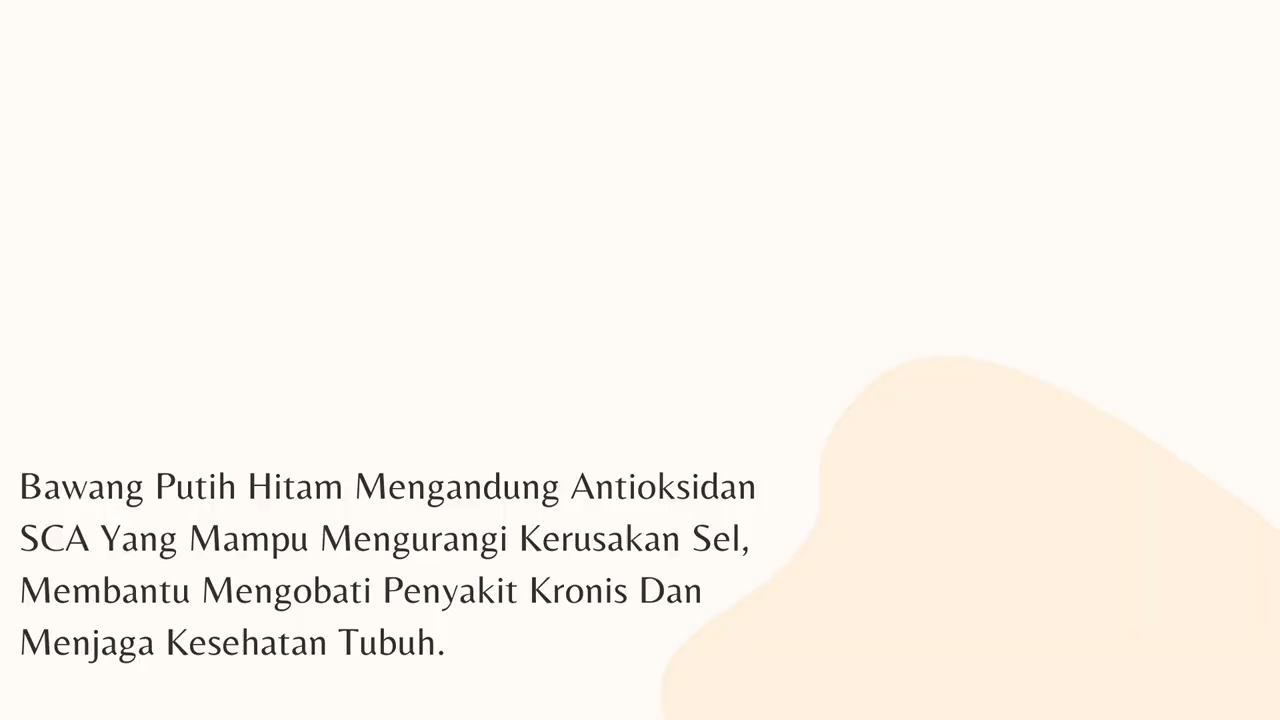 Bawang Putih Hitam Mengandung Antioksidan
SCA Yang Mampu Mengurangi Kerusakan Sel,
Membantu Mengobati Penyakit Kronis Dan
Menjaga Kesehatan Tubuh.